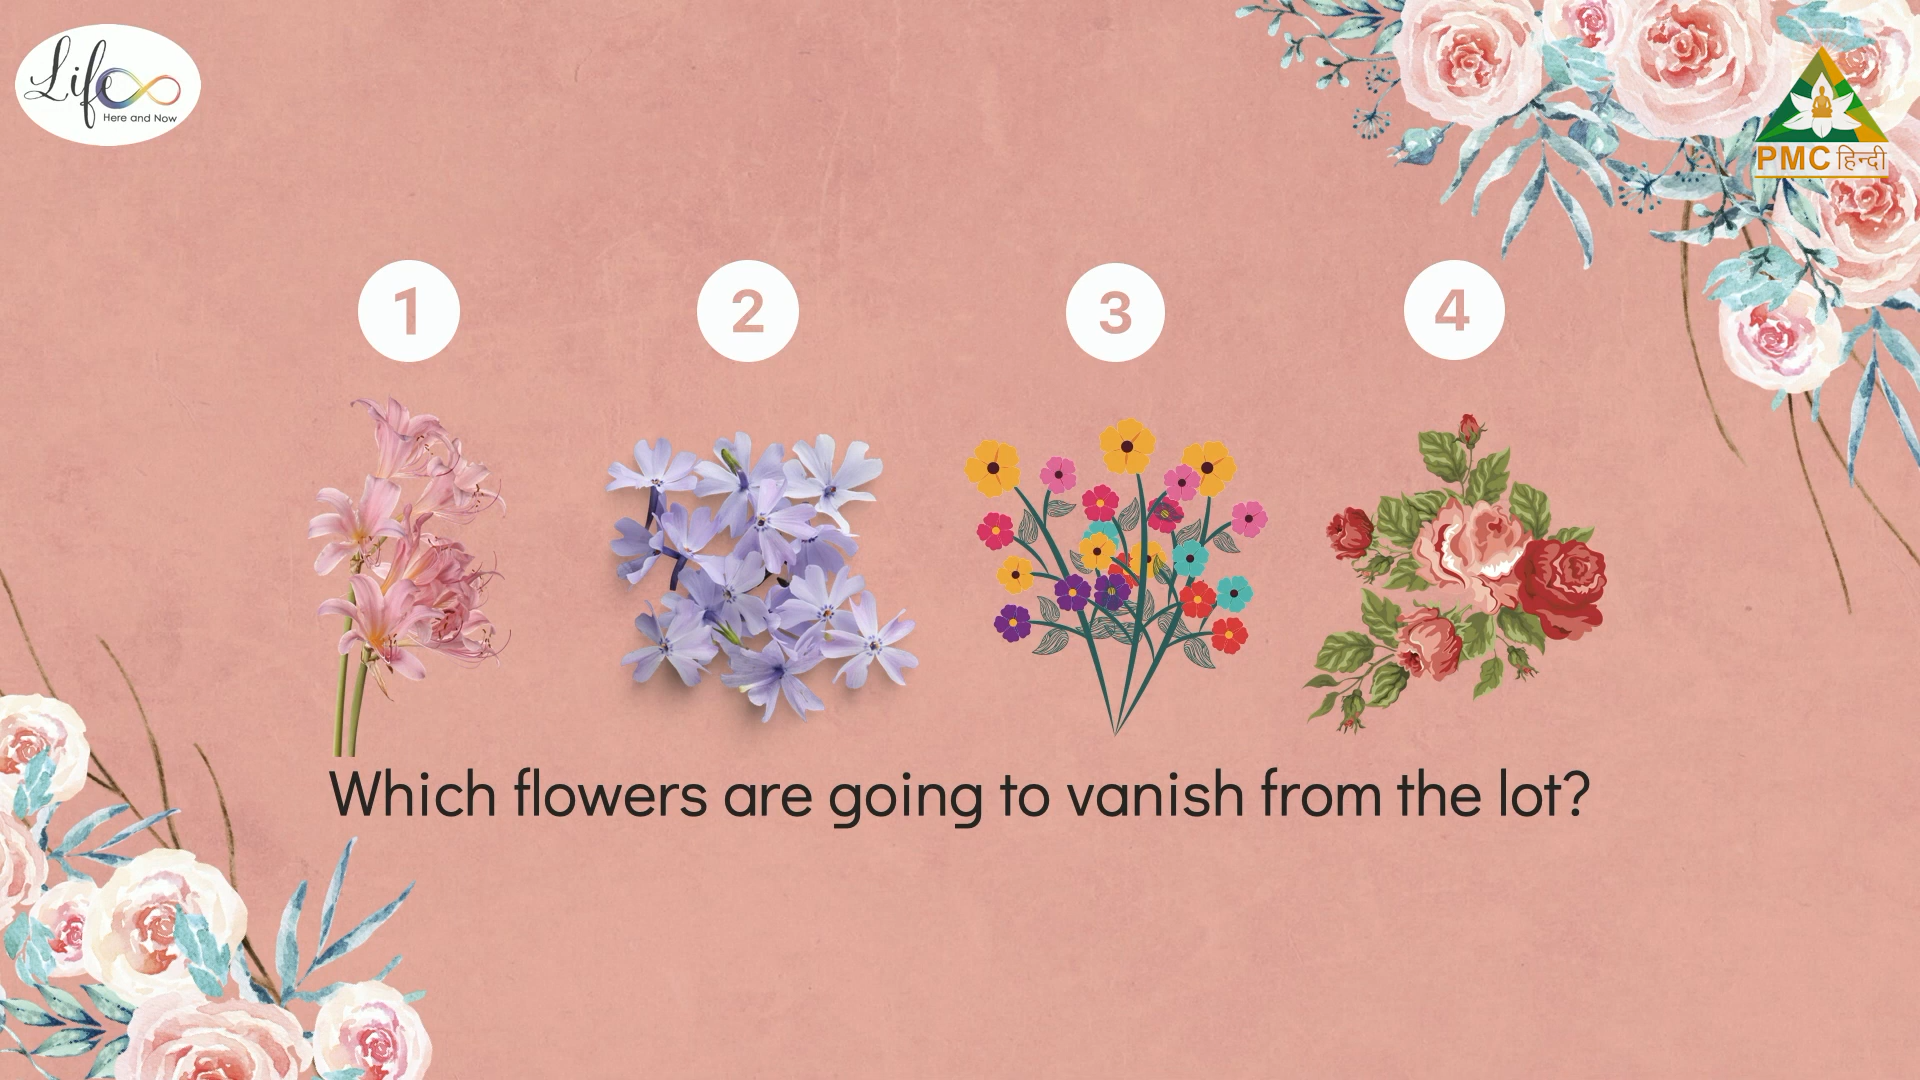 Life
Here and Now
PMC हिन्दी
1
2
3
4
Which flowers are going to vanish from the lot?